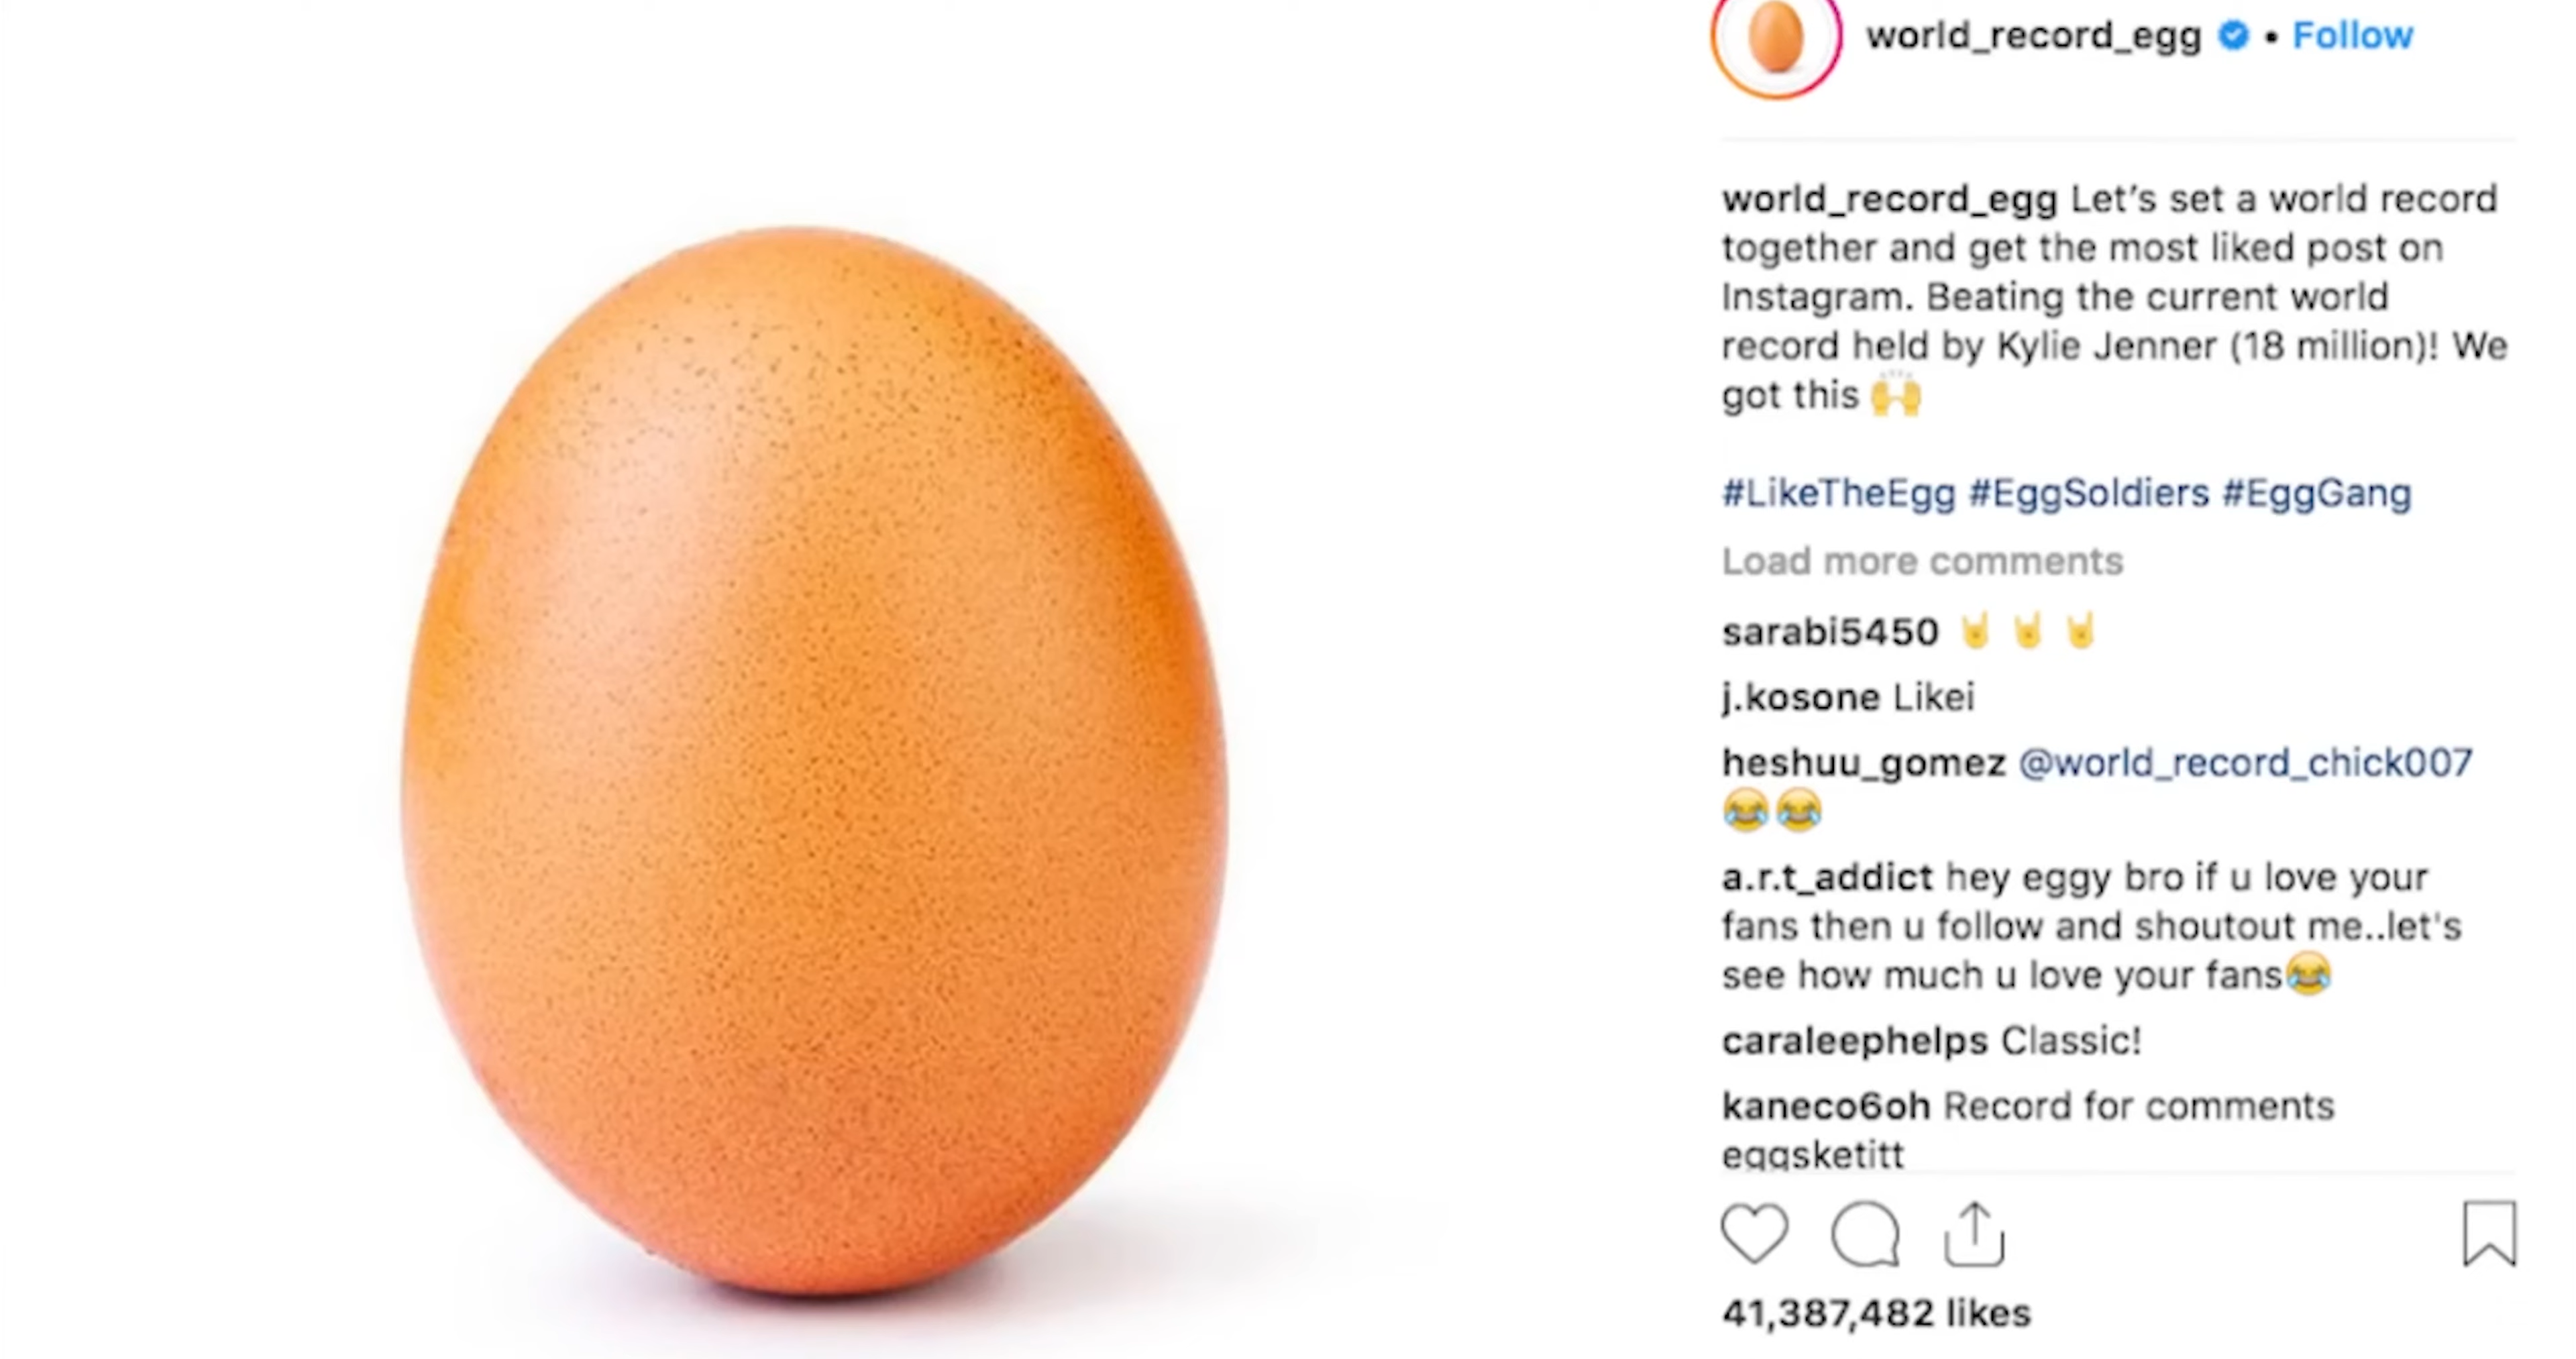 world_record_egg • Follow
world_record_egg Let's set a world record
together and get the most liked post on
Instagram. Beating the current world
record held by Kylie Jenner (18 million)! We
got this 🙌
#LikeTheEgg #EggSoldiers #EggGang
Load more comments
sarabi5450 🤘 🤘 🤘
j.kosone Likei
heshuu_gomez @world_record_chick007
😂😂
a.r.t_addict hey eggy bro if u love your
fans then u follow and shoutout me..let's
see how much u love your fans😂
caraleephelps Classic!
kaneco6oh Record for comments
eggsketitt
41,387,482 likes